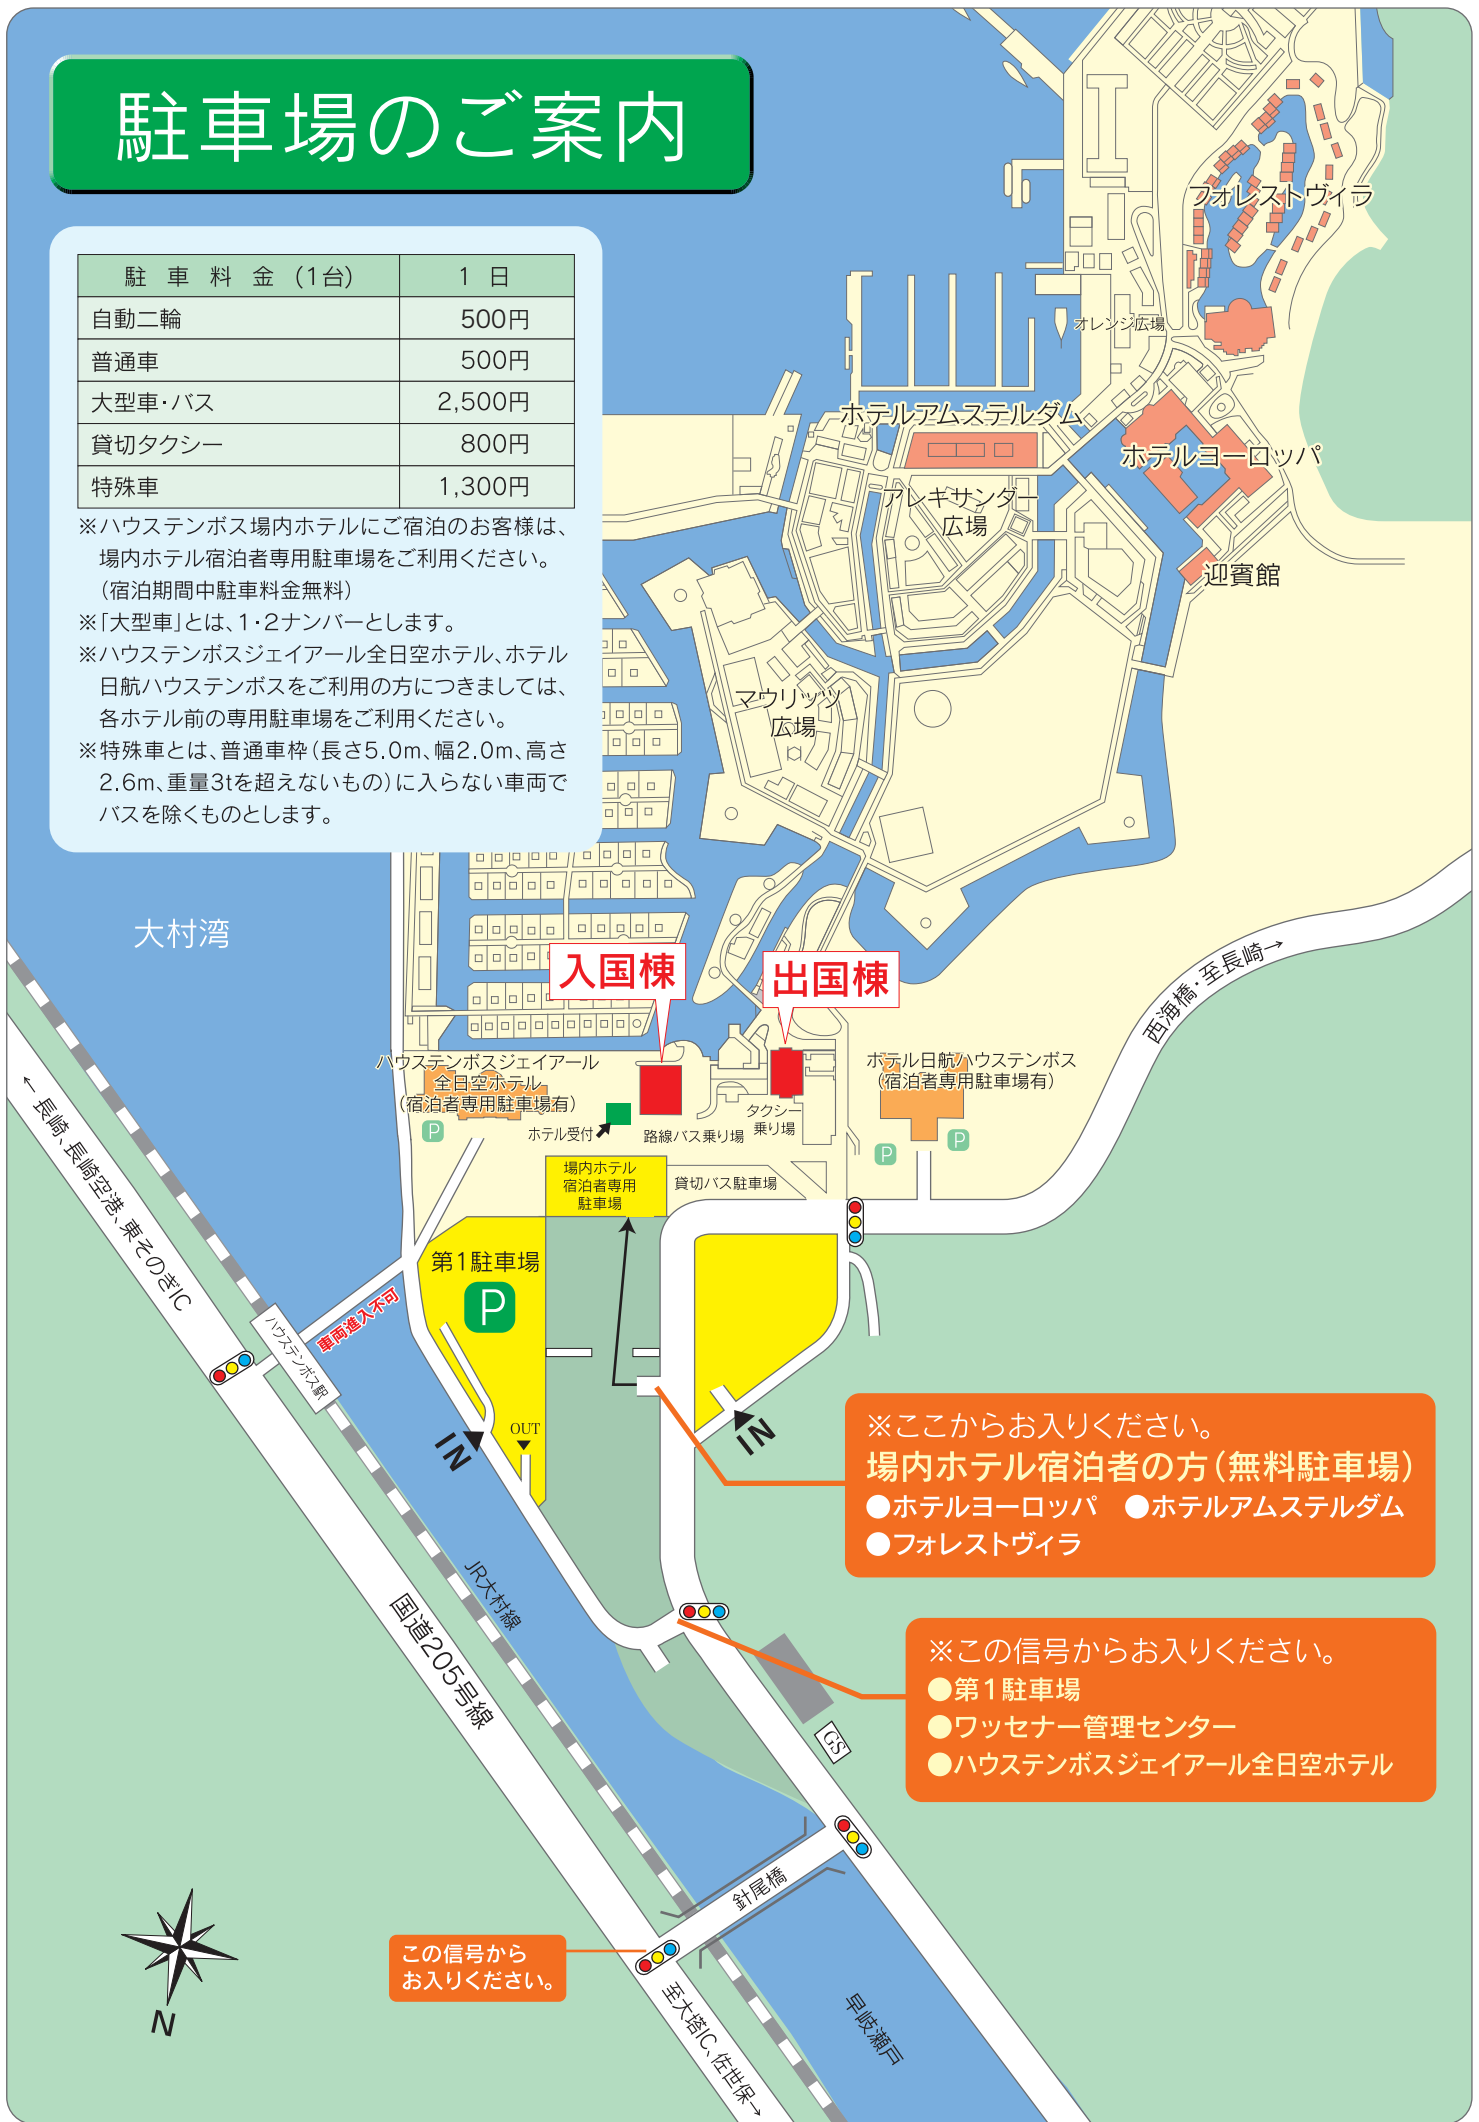 駐車場のご案内
駐 車 料 金 (1台) 1 日
自動二輪 500円
普通車 500円
大型車・バス 2,500円
貸切タクシー 800円
特殊車 1,300円
※ハウステンボス場内ホテルにご宿泊のお客様は、
場内ホテル宿泊者専用駐車場をご利用ください。
(宿泊期間中駐車料金無料)
※「大型車」とは、1・2ナンバーとします。
※ハウステンボスジェイアール全日空ホテル、ホテル
日航ハウステンボスをご利用の方につきましては、
各ホテル前の専用駐車場をご利用ください。
※特殊車とは、普通車枠(長さ5.0m、幅2.0m、高さ
2.6m、重量3tを超えないもの)に入らない車両で
バスを除くものとします。
フォレストヴィラ
オレンジ広場
ホテルアムステルダム
ホテルヨーロッパ
アレキサンダー
広場
迎賓館
マウリッツ
広場
大村湾
入国棟
出国棟
西海橋・至長崎→
ハウステンボスジェイアール
全日空ホテル
(宿泊者専用駐車場有)
P
ホテル日航ハウステンボス
(宿泊者専用駐車場有)
P
P
ホテル受付
路線バス乗り場
タクシー
乗り場
場内ホテル
宿泊者専用
駐車場
貸切バス駐車場
←長崎、長崎空港、東そのぎIC
第1駐車場
P
車両進入不可
ハウステンボス駅
IN
OUT
IN
※ここからお入りください。
場内ホテル宿泊者の方(無料駐車場)
●ホテルヨーロッパ ●ホテルアムステルダム
●フォレストヴィラ
JR大村線
国道205号線
※この信号からお入りください。
●第1駐車場
●ワッセナー管理センター
●ハウステンボスジェイアール全日空ホテル
GS
針尾橋
この信号から
お入りください。
N
至大塔IC、佐世保→
早岐瀬戸